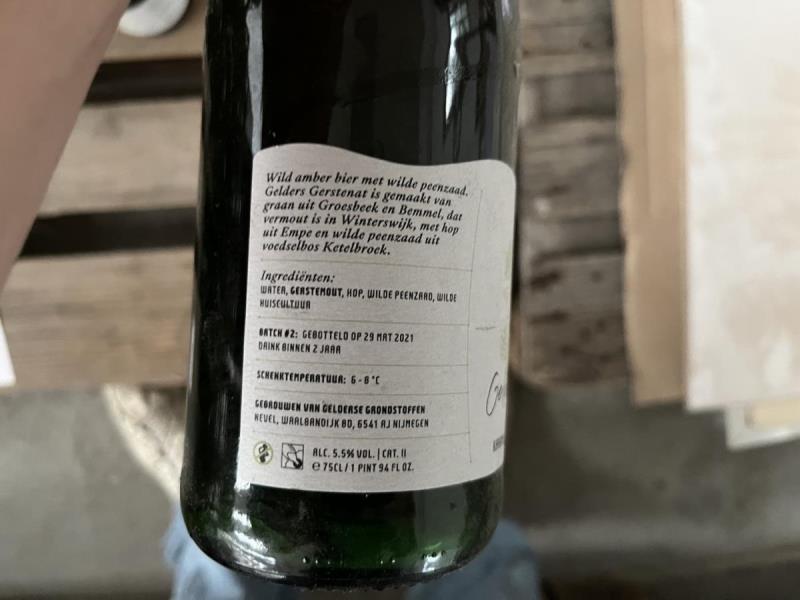 Wild amber bier met wilde peenzaad.
Gelders Gerstenat is gemaakt van
graan uit Groesbeek en Bemmel, dat
vermout is in Winterswijk, met hop
uit Empe en wilde peenzaad uit
voedselbos Ketelbroek.
Ingrediënten:
WATER, GERSTEMOUT, HOP, WILDE PEENZAAD, WILDE
HUISCULTUUR
BATCH #2: GEBOTTELD OP 29 MAT 2021
DRINK BINNEN 2 JAAR
SCHENKTEMPERATUUR: 6 - 8 °C
GEBROUWEN VAN GELDERSE GRONDSTOFFEN
NEVEL, WAALBANDIJK 8D, 6541 AJ NIJMEGEN
ALC. 5.5% VOL. | CAT. II
e 75CL / 1 PINT 94 FL OZ.